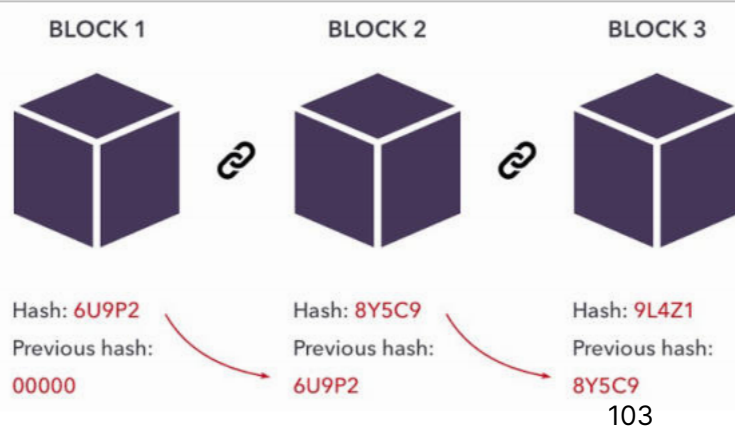 BLOCK 1
BLOCK 2
BLOCK 3
Hash: 6U9P2
Previous hash:
00000
Hash: 8Y5C9
Previous hash:
6U9P2
Hash: 9L4Z1
Previous hash:
8Y5C9
103